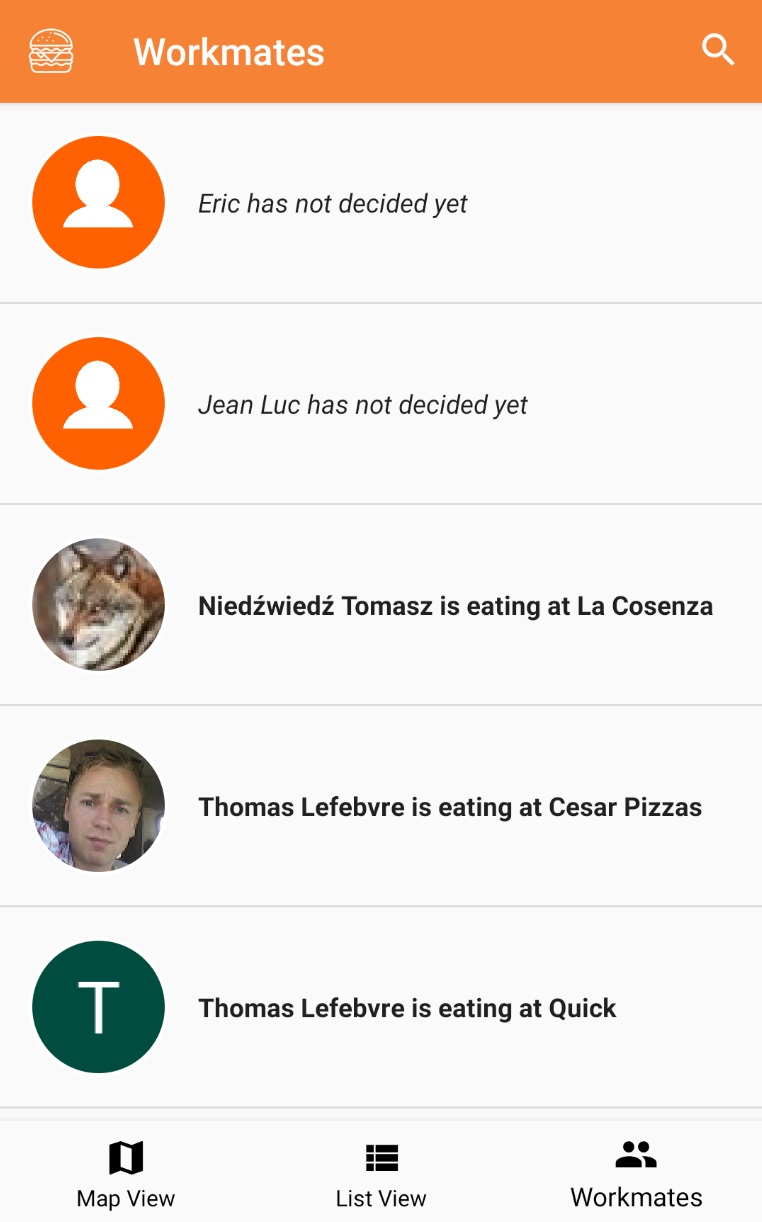 Workmates
Eric has not decided yet
Jean Luc has not decided yet
Niedźwiedź Tomasz is eating at La Cosenza
Thomas Lefebvre is eating at Cesar Pizzas
T
Thomas Lefebvre is eating at Quick
Map View
List View
Workmates